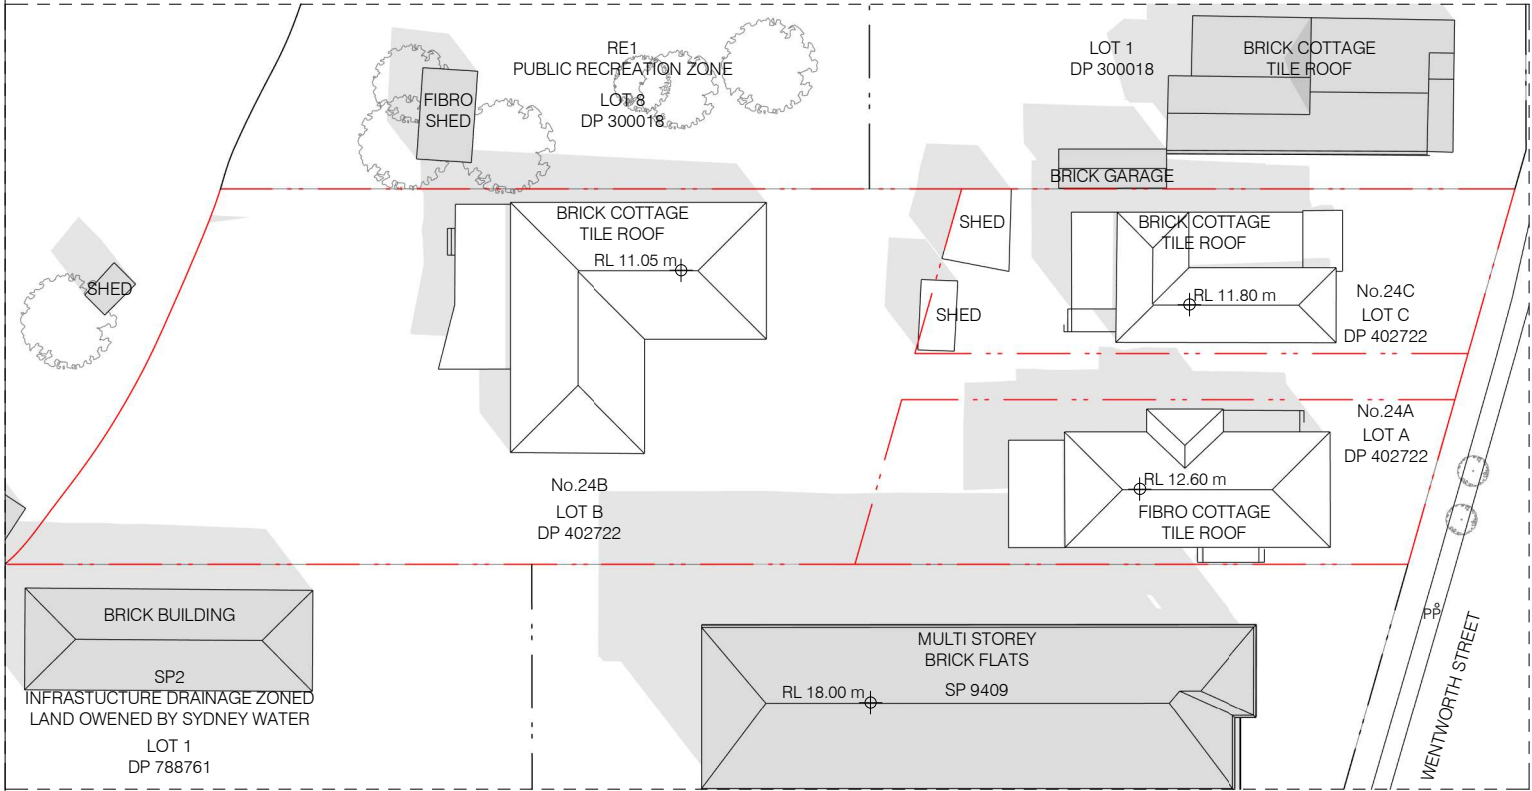 RE1
PUBLIC RECREATION ZONE
LOT 8
DP 300018
FIBRO
SHED
LOT 1
DP 300018
BRICK COTTAGE
TILE ROOF
BRICK GARAGE
BRICK COTTAGE
TILE ROOF
RL 11.05 m
SHED
BRICK COTTAGE
TILE ROOF
RL 11.80 m
No.24C
LOT C
DP 402722
SHED
SHED
No.24A
LOT A
DP 402722
No.24B
LOT B
DP 402722
RL 12.60 m
FIBRO COTTAGE
TILE ROOF
BRICK BUILDING
SP2
INFRASTUCTURE DRAINAGE ZONED
LAND OWENED BY SYDNEY WATER
LOT 1
DP 788761
MULTI STOREY
BRICK FLATS
SP 9409
RL 18.00 m
PP
WENTWORTH STREET